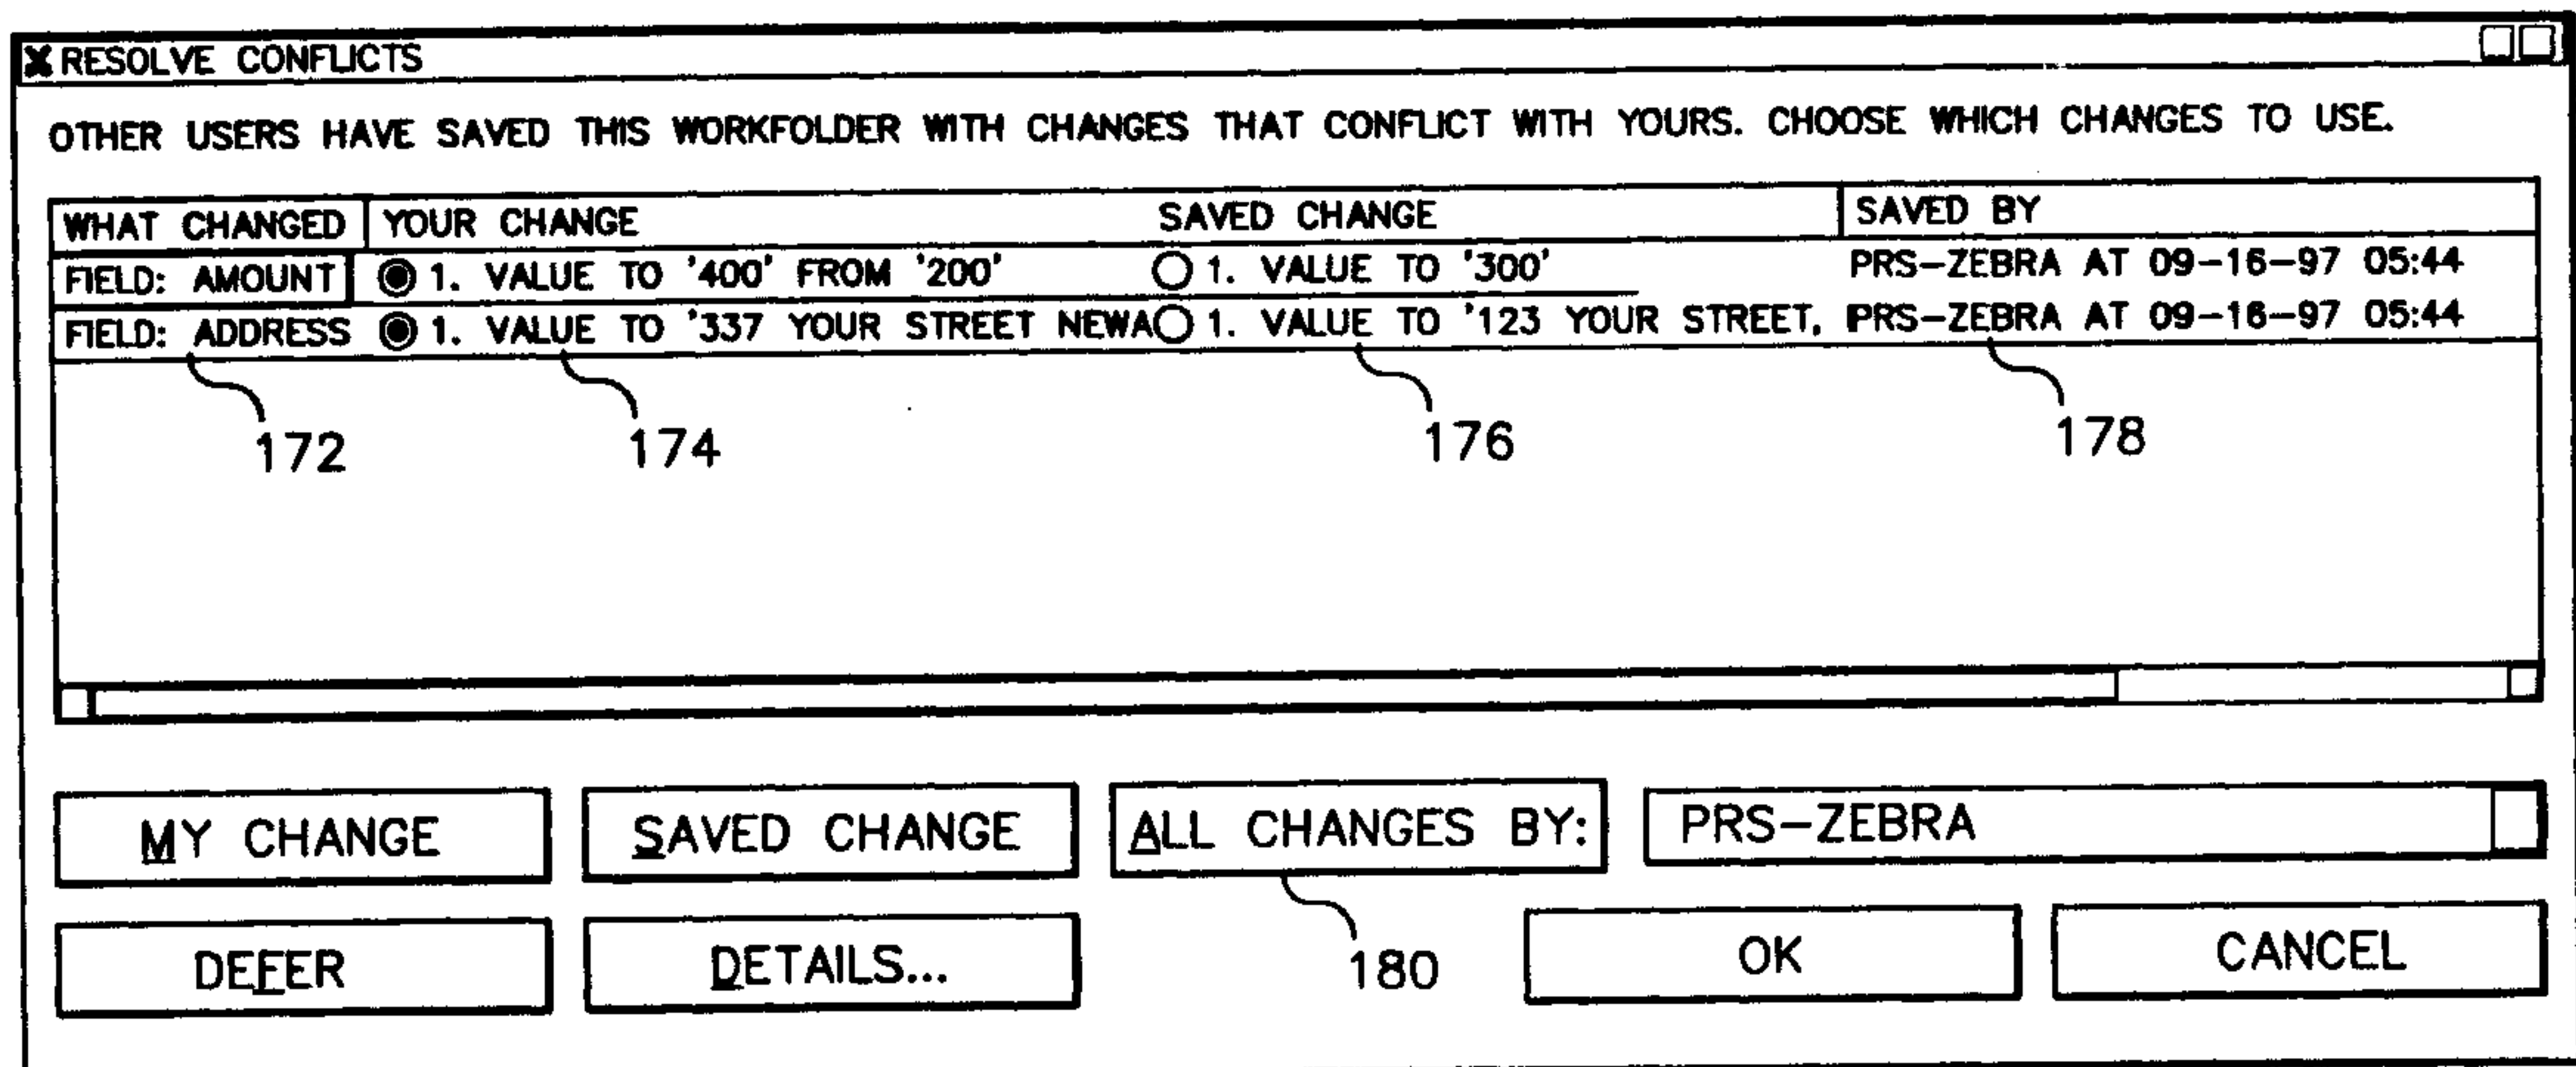 RESOLVE CONFLICTS
OTHER USERS HAVE SAVED THIS WORKFOLDER WITH CHANGES THAT CONFLICT WITH YOURS. CHOOSE WHICH CHANGES TO USE.
WHAT CHANGED YOUR CHANGE SAVED CHANGE SAVED BY
FIELD: AMOUNT 1. VALUE TO '400' FROM '200' 1. VALUE TO '300' PRS-ZEBRA AT 09-16-97 05:44
FIELD: ADDRESS 1. VALUE TO '337 YOUR STREET NEWA 1. VALUE TO '123 YOUR STREET, PRS-ZEBRA AT 09-16-97 05:44
172 174 176 178
MY CHANGE SAVED CHANGE ALL CHANGES BY: PRS-ZEBRA
DEFER DETAILS... 180 OK CANCEL